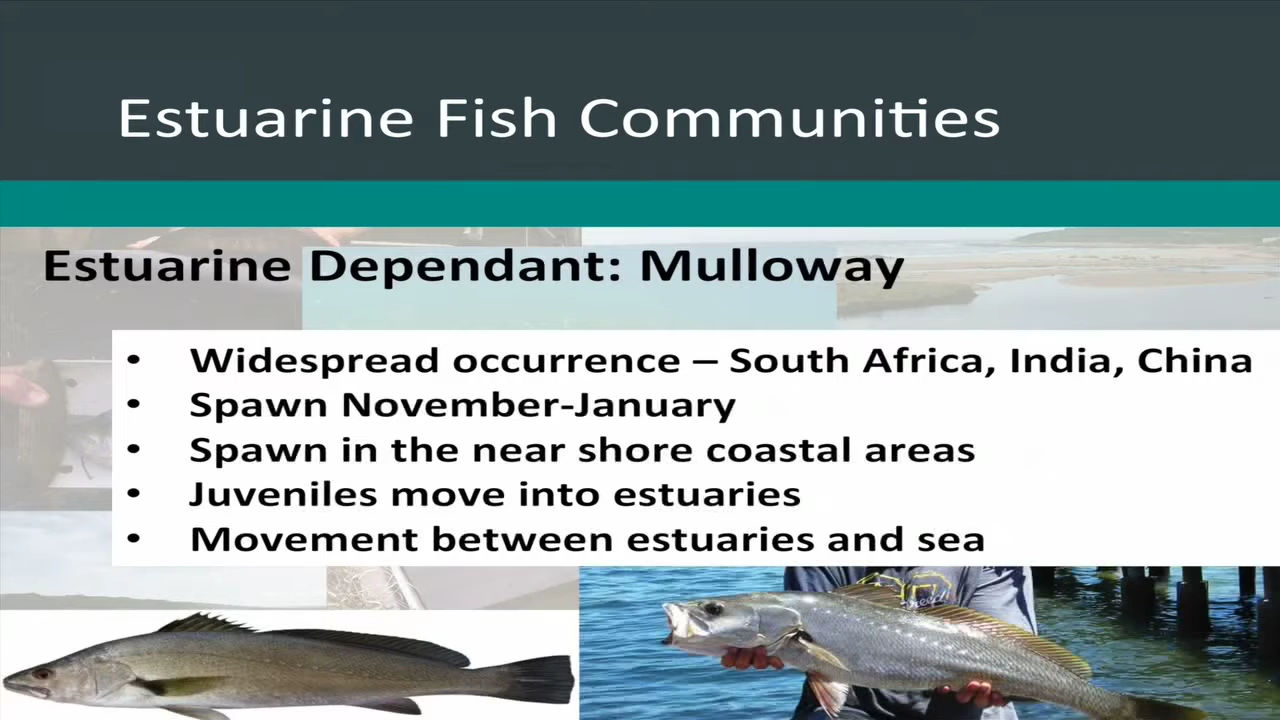 Estuarine Fish Communities
Estuarine Dependant: Mulloway
• Widespread occurrence – South Africa, India, China
• Spawn November-January
• Spawn in the near shore coastal areas
• Juveniles move into estuaries
• Movement between estuaries and sea